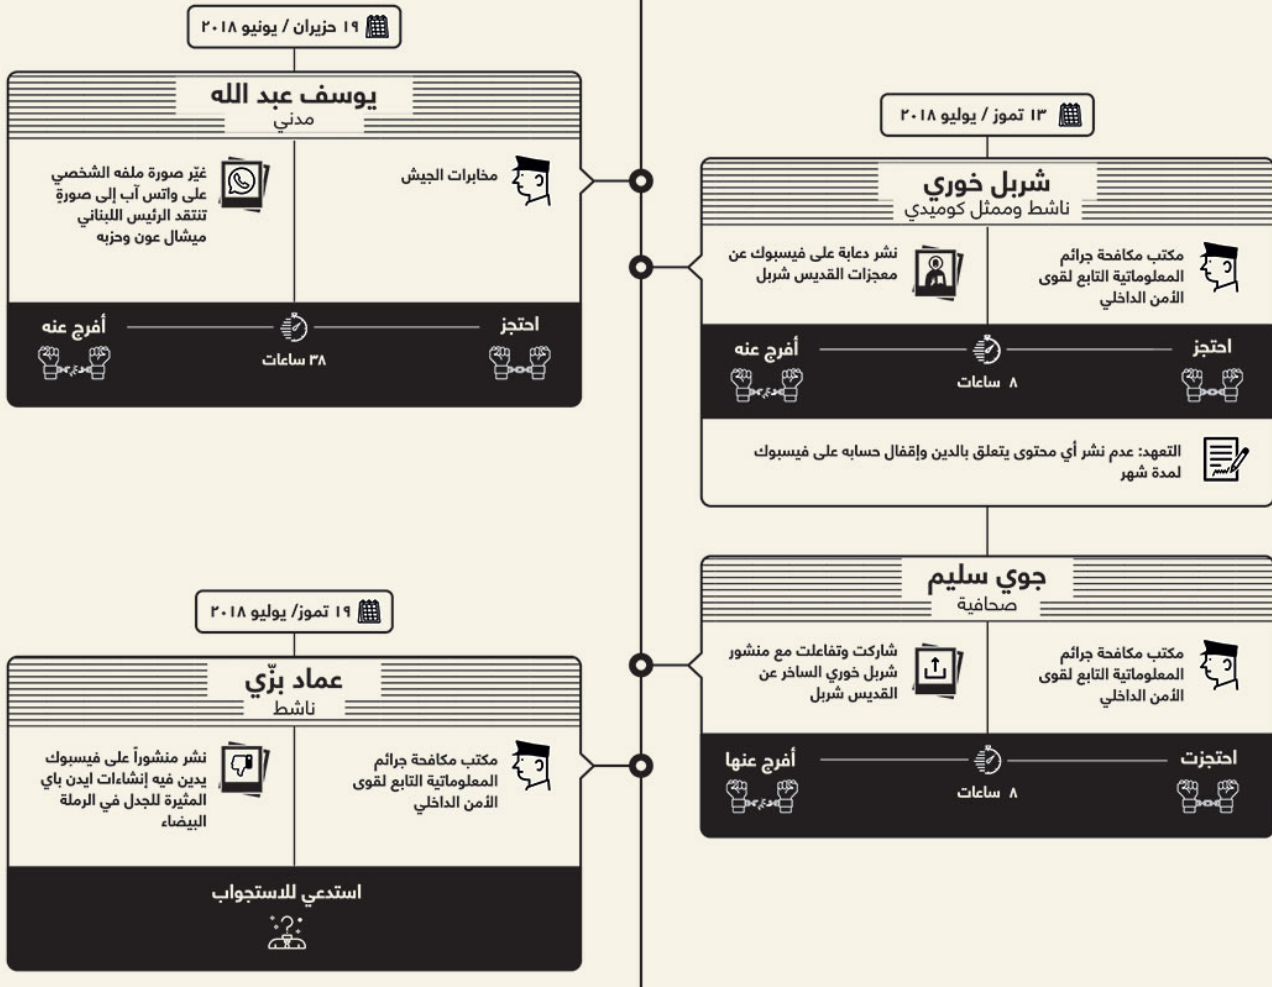 ١٩ حزيران / يونيو ٢٠١٨
يوسف عبد الله
مدني
مخابرات الجيش
غيّر صورة ملفه الشخصي
على واتس آب إلى صورةٍ
تنتقد الرئيس اللبناني
ميشال عون وحزبه
احتجز
أفرج عنه
٣٨ ساعات
١٣ تموز / يوليو ٢٠١٨
شربل خوري
ناشط وممثل كوميدي
مكتب مكافحة جرائم
المعلوماتية التابع لقوى
الأمن الداخلي
نشر دعابة على فيسبوك عن
معجزات القديس شربل
احتجز
أفرج عنه
٨ ساعات
التعهد: عدم نشر أي محتوى يتعلق بالدين وإقفال حسابه على فيسبوك
لمدة شهر
جوي سليم
صحافية
مكتب مكافحة جرائم
المعلوماتية التابع لقوى
الأمن الداخلي
شاركت وتفاعلت مع منشور
شربل خوري الساخر عن
القديس شربل
احتجزت
أفرج عنها
٨ ساعات
١٩ تموز/ يوليو ٢٠١٨
عماد بزّي
ناشط
مكتب مكافحة جرائم
المعلوماتية التابع لقوى
الأمن الداخلي
نشر منشوراً على فيسبوك
يدين فيه إنشاءات ايدن باي
المثيرة للجدل في الرملة
البيضاء
استدعي للاستجواب